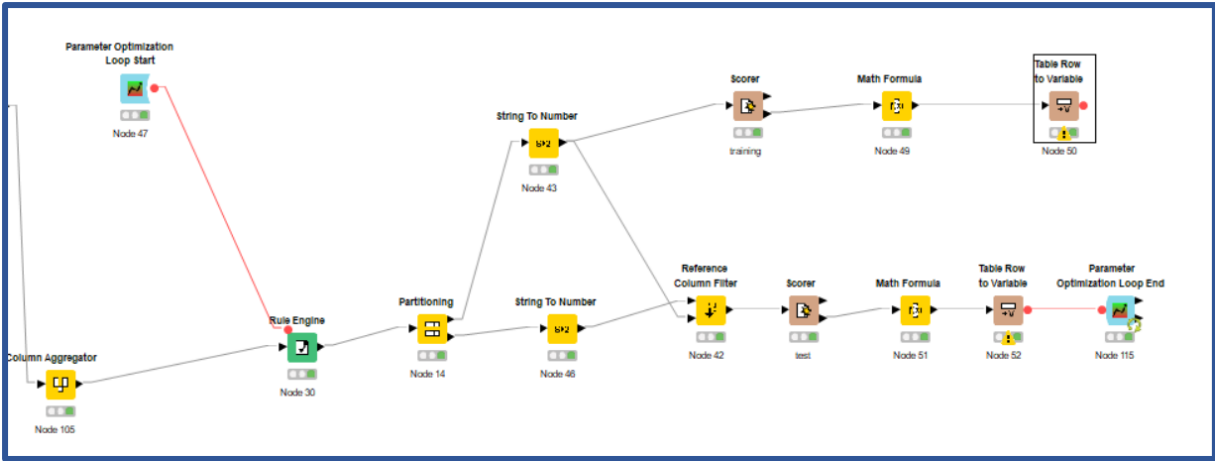 Parameter Optimization
Loop Start
Node 47
Column Aggregator
Node 105
Rule Engine
Node 30
Partitioning
Node 14
String To Number
Node 43
String To Number
Node 46
Scorer
training
Math Formula
Node 49
Table Row
to Variable
Node 50
Reference
Column Filter
Node 42
Scorer
test
Math Formula
Node 51
Table Row
to Variable
Node 52
Parameter
Optimization Loop End
Node 115